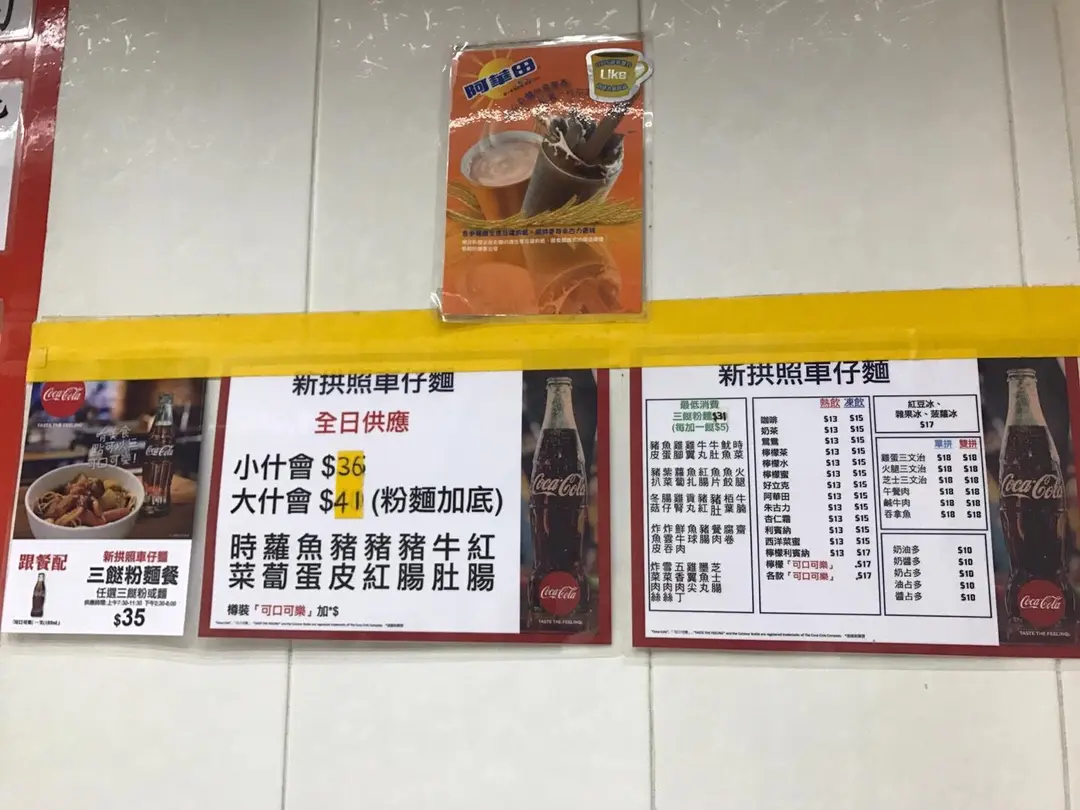 阿華田
Like
Coca-Cola
TASTE THE FEELING
跟餐配
新拱照車仔麵
三餸粉麵餐
任選三餸粉或麵
$35
新拱照車仔麵
全日供應
小什會 $36
大什會 $41 (粉麵加底)
時菜 蘿蔔 魚蛋 豬皮 豬紅 豬腸 牛肚 紅腸
樽裝「可口可樂」加*$
Coca-Cola
Coca-Cola
TASTE THE FEELING
新拱照車仔麵
最低消費
三餸粉麵$31
(每加一餸$5)
豬皮 魚蛋 雞腳 雞翼 牛丸 牛肚 魷魚 時菜
豬扒 紫菜 蘿蔔 魚扎 紅腸 魚片 魚餃 火腿
冬菇 腸仔 雞腎 貢丸 豬紅 豬肚 栢葉 牛腩
炸魚皮 炸雲吞 鮮魚肉 豬牛球 餐腸肉 腐卷 齋
炸菜肉絲 雪菜肉絲 五香肉丁 雞翼尖 墨魚丸 芝士腸
熱飲 凍飲
咖啡 $13 $15
奶茶 $13 $15
鴛鴦 $13 $15
檸檬茶 $13 $15
檸檬水 $13 $15
檸檬蜜 $13 $15
好立克 $13 $15
阿華田 $13 $15
朱古力 $13 $15
杏仁霜 $13 $15
利賓納 $13 $15
西洋菜蜜 $13 $15
檸檬利賓納 $13 $17
檸檬「可口可樂」 $17
各款「可口可樂」 $17
紅豆冰、
雜果冰、菠蘿冰
$17
單拼 雙拼
雞蛋三文治 $18 $18
火腿三文治 $18 $18
芝士三文治 $18 $18
午餐肉 $18 $18
鹹牛肉 $18 $18
吞拿魚 $18 $18
奶油多 $10
奶醬多 $10
奶占多 $10
油占多 $10
醬占多 $10
Coca-Cola
Coca-Cola
TASTE THE FEELING